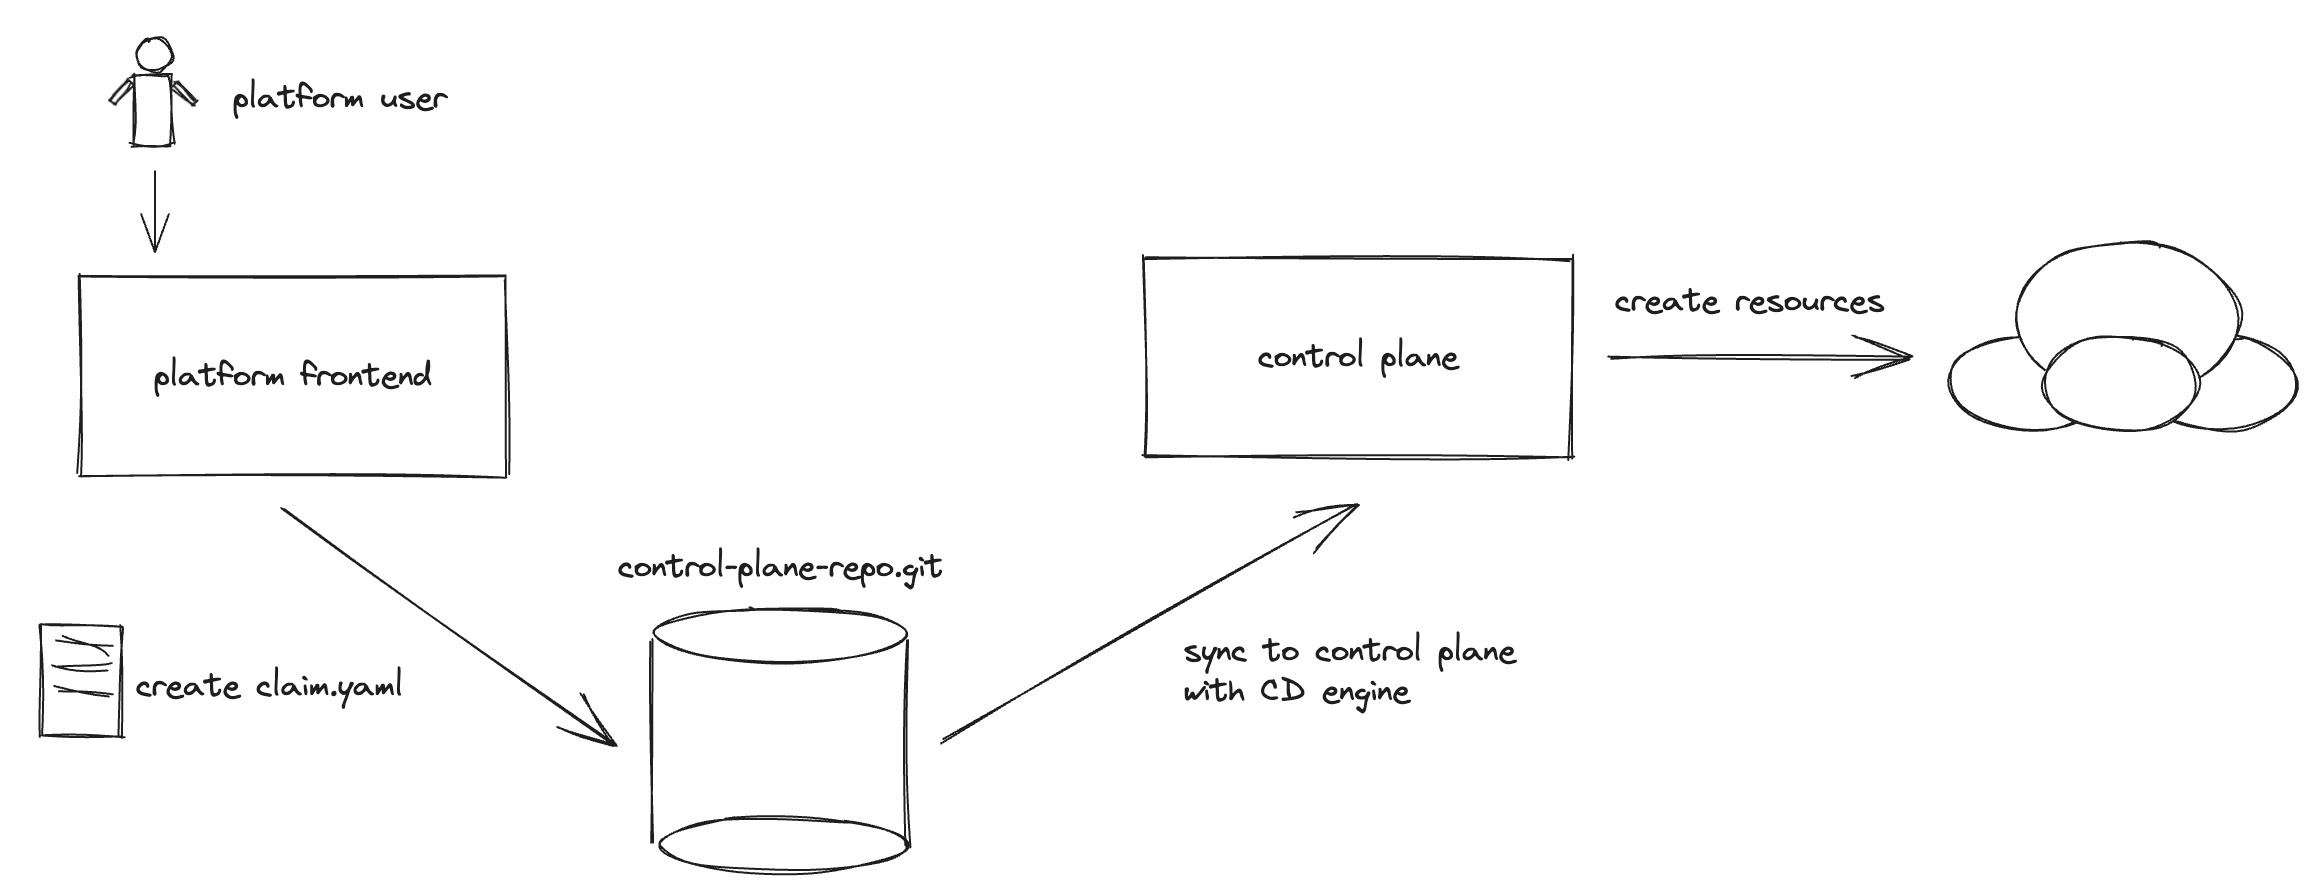 platform user
platform frontend
create claim.yaml
control-plane-repo.git
sync to control plane
with CD engine
control plane
create resources